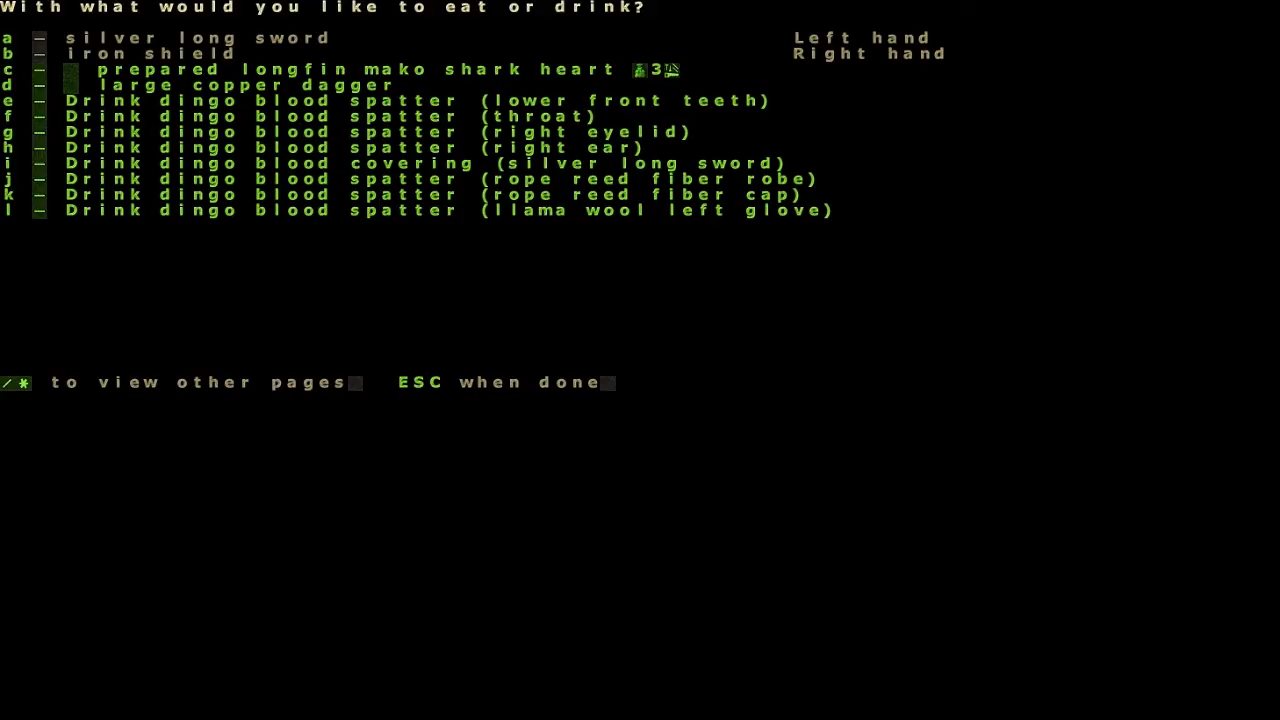 With what would you like to eat or drink?
a – silver long sword Left hand
b – iron shield Right hand
c – prepared longfin mako shark heart 3
d – large copper dagger
e – Drink dingo blood spatter (lower front teeth)
f – Drink dingo blood spatter (throat)
g – Drink dingo blood spatter (right eyelid)
h – Drink dingo blood spatter (right ear)
i – Drink dingo blood covering (silver long sword)
j – Drink dingo blood spatter (rope reed fiber robe)
k – Drink dingo blood spatter (rope reed fiber cap)
l – Drink dingo blood spatter (llama wool left glove)
/* to view other pages ESC when done